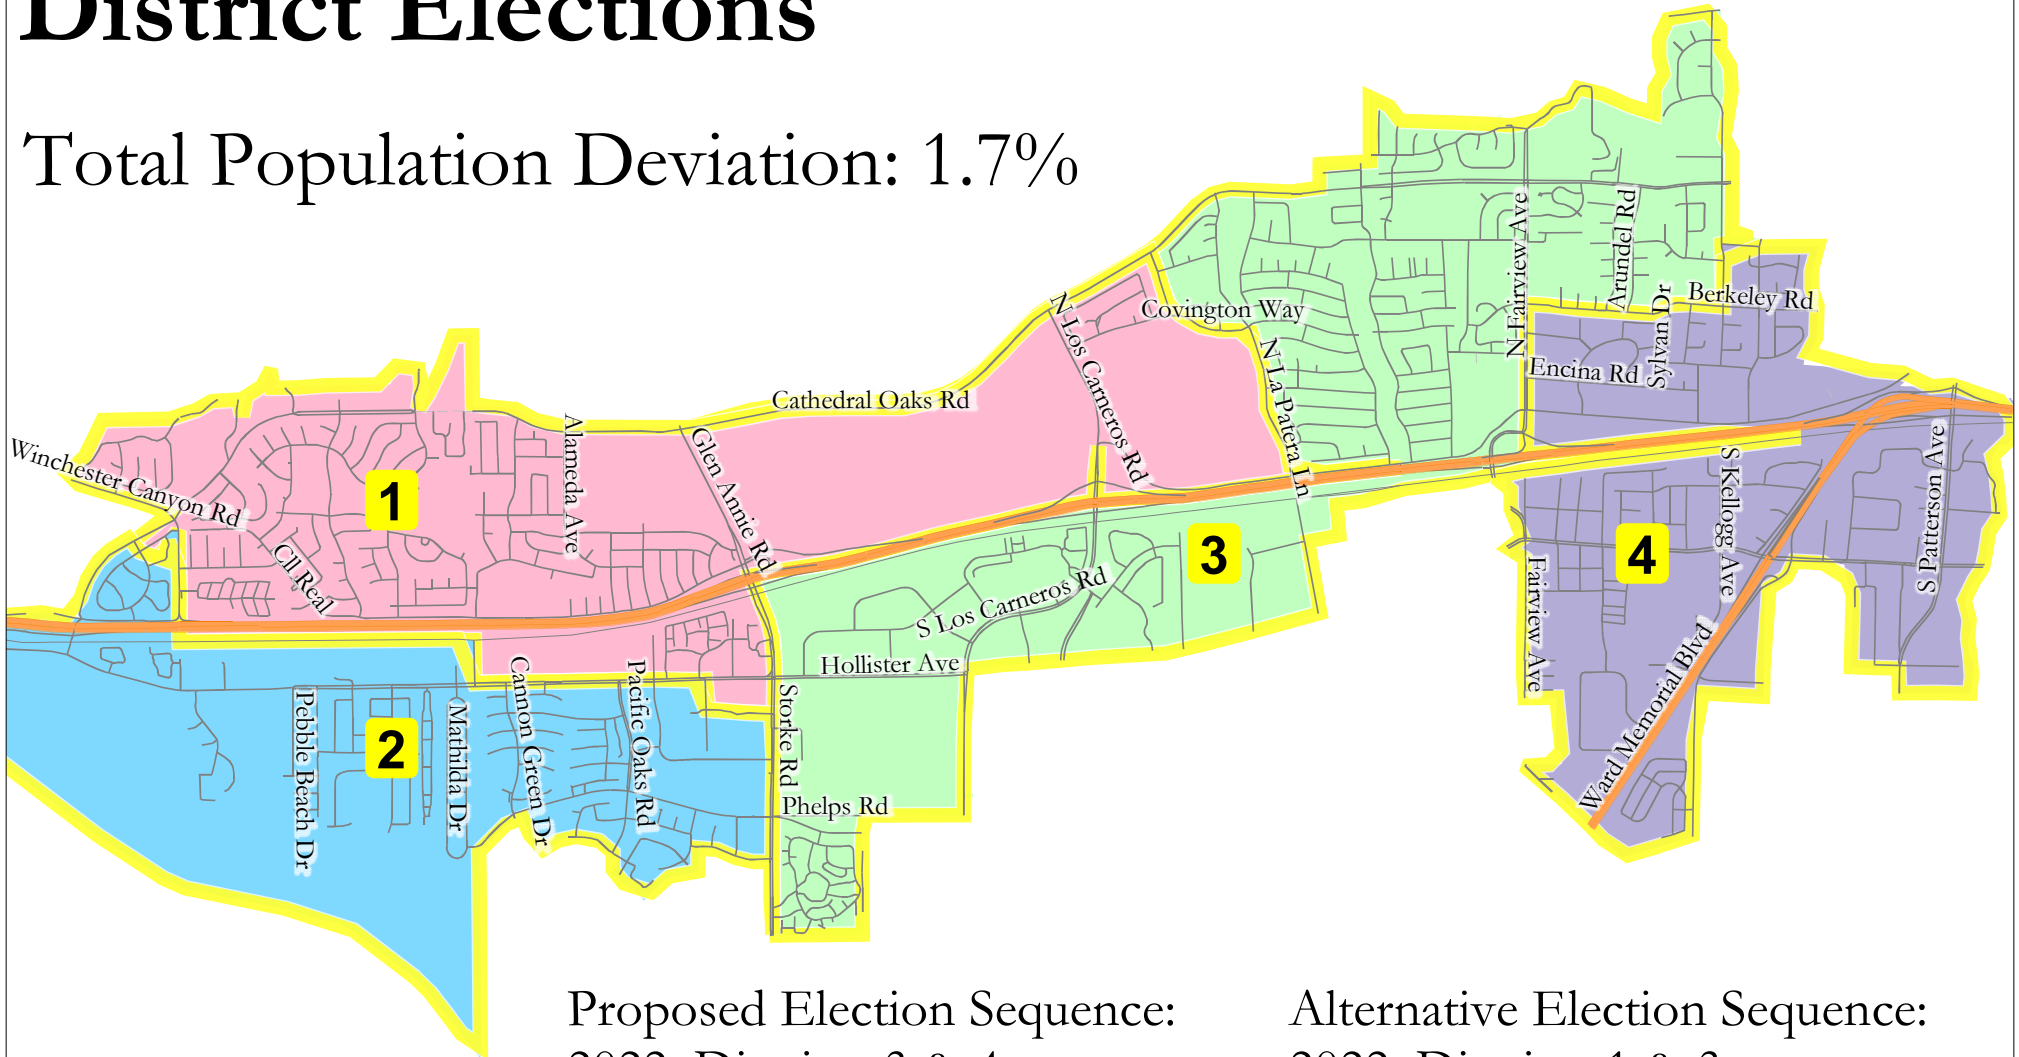 District Elections
Total Population Deviation: 1.7%
N Fairview Ave
Arundel Rd
Sylvan Dr
Berkeley Rd
Covington Way
N Los Carneros Rd
N La Patera Ln
Encina Rd
Cathedral Oaks Rd
Alameda Ave
Glen Annie Rd
Winchester Canyon Rd
1
Cll Real
3
4
S Kellogg Ave
S Patterson Ave
Fairview Ave
S Los Carneros Rd
Hollister Ave
Ward Memorial Blvd
Pebble Beach Dr
2
Mathilda Dr
Cannon Green Dr
Pacific Oaks Rd
Storke Rd
Phelps Rd
Proposed Election Sequence:
Alternative Election Sequence: